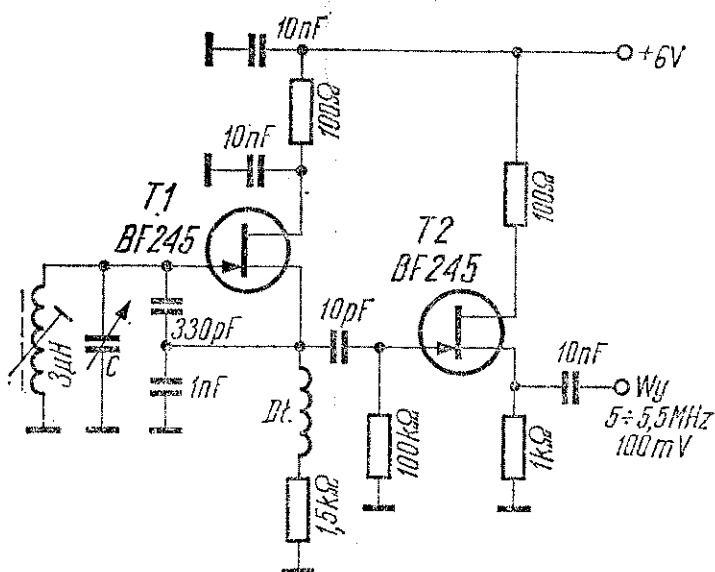 10nF
+6V
100Ω
10nF
100Ω
T1
BF245
T2
BF245
330pF
10pF
10nF
3µH
C
1nF
Dł.
100kΩ
1kΩ
Wy
5÷5,5MHz
100mV
1,5kΩ